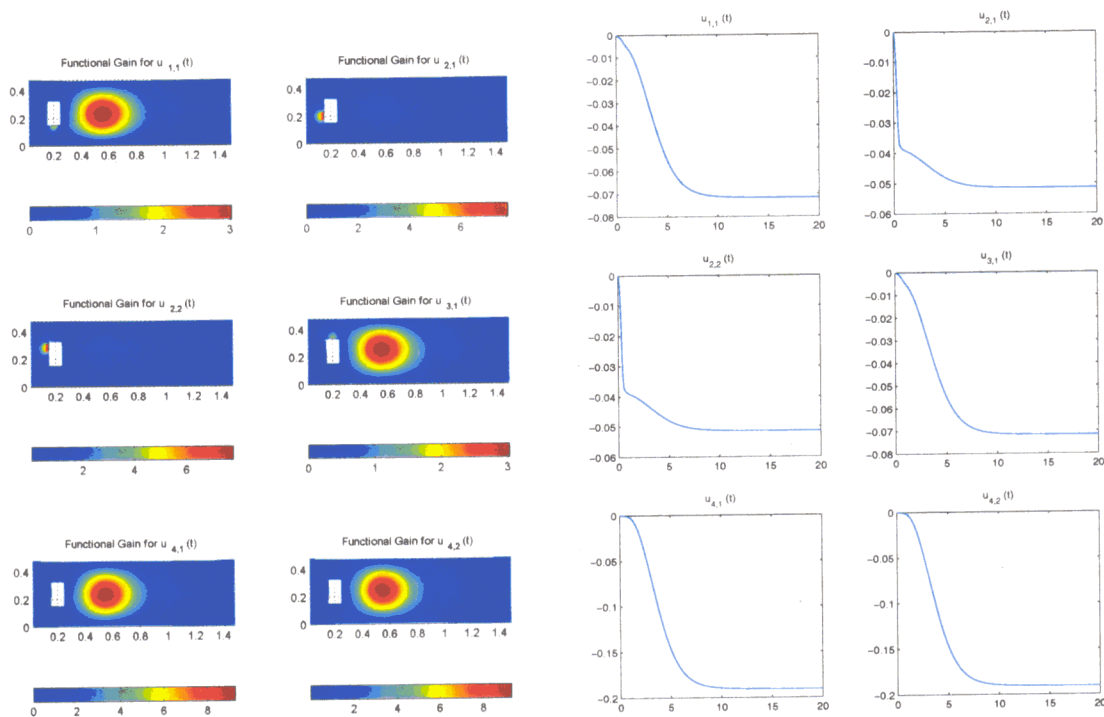 Functional Gain for u 1,1 (t)
0.4
0.2
0
0.2 0.4 0.6 0.8 1 1.2 1.4
0 1 2 3
Functional Gain for u 2,1 (t)
0.4
0.2
0
0.2 0.4 0.6 0.8 1 1.2 1.4
2 4 6
Functional Gain for u 2,2 (t)
0.4
0.2
0
0.2 0.4 0.6 0.8 1 1.2 1.4
2 4 6
Functional Gain for u 3,1 (t)
0.4
0.2
0
0.2 0.4 0.6 0.8 1 1.2 1.4
0 1 2 3
Functional Gain for u 4,1 (t)
0.4
0.2
0
0.2 0.4 0.6 0.8 1 1.2 1.4
0 2 4 6 8
Functional Gain for u 4,2 (t)
0.4
0.2
0
0.2 0.4 0.6 0.8 1 1.2 1.4
2 4 6 8
u1,1 (t)
0
−0.01
−0.02
−0.03
−0.04
−0.05
−0.06
−0.07
−0.08
0 5 10 15 20
u2,1 (t)
0
−0.01
−0.02
−0.03
−0.04
−0.05
−0.06
0 5 10 15 20
u2,2 (t)
0
−0.01
−0.02
−0.03
−0.04
−0.05
−0.06
0 5 10 15 20
u3,1 (t)
0
−0.01
−0.02
−0.03
−0.04
−0.05
−0.06
−0.07
−0.08
0 5 10 15 20
u4,1 (t)
0
−0.05
−0.1
−0.15
−0.2
0 5 10 15 20
u4,2 (t)
0
−0.05
−0.1
−0.15
−0.2
0 5 10 15 20